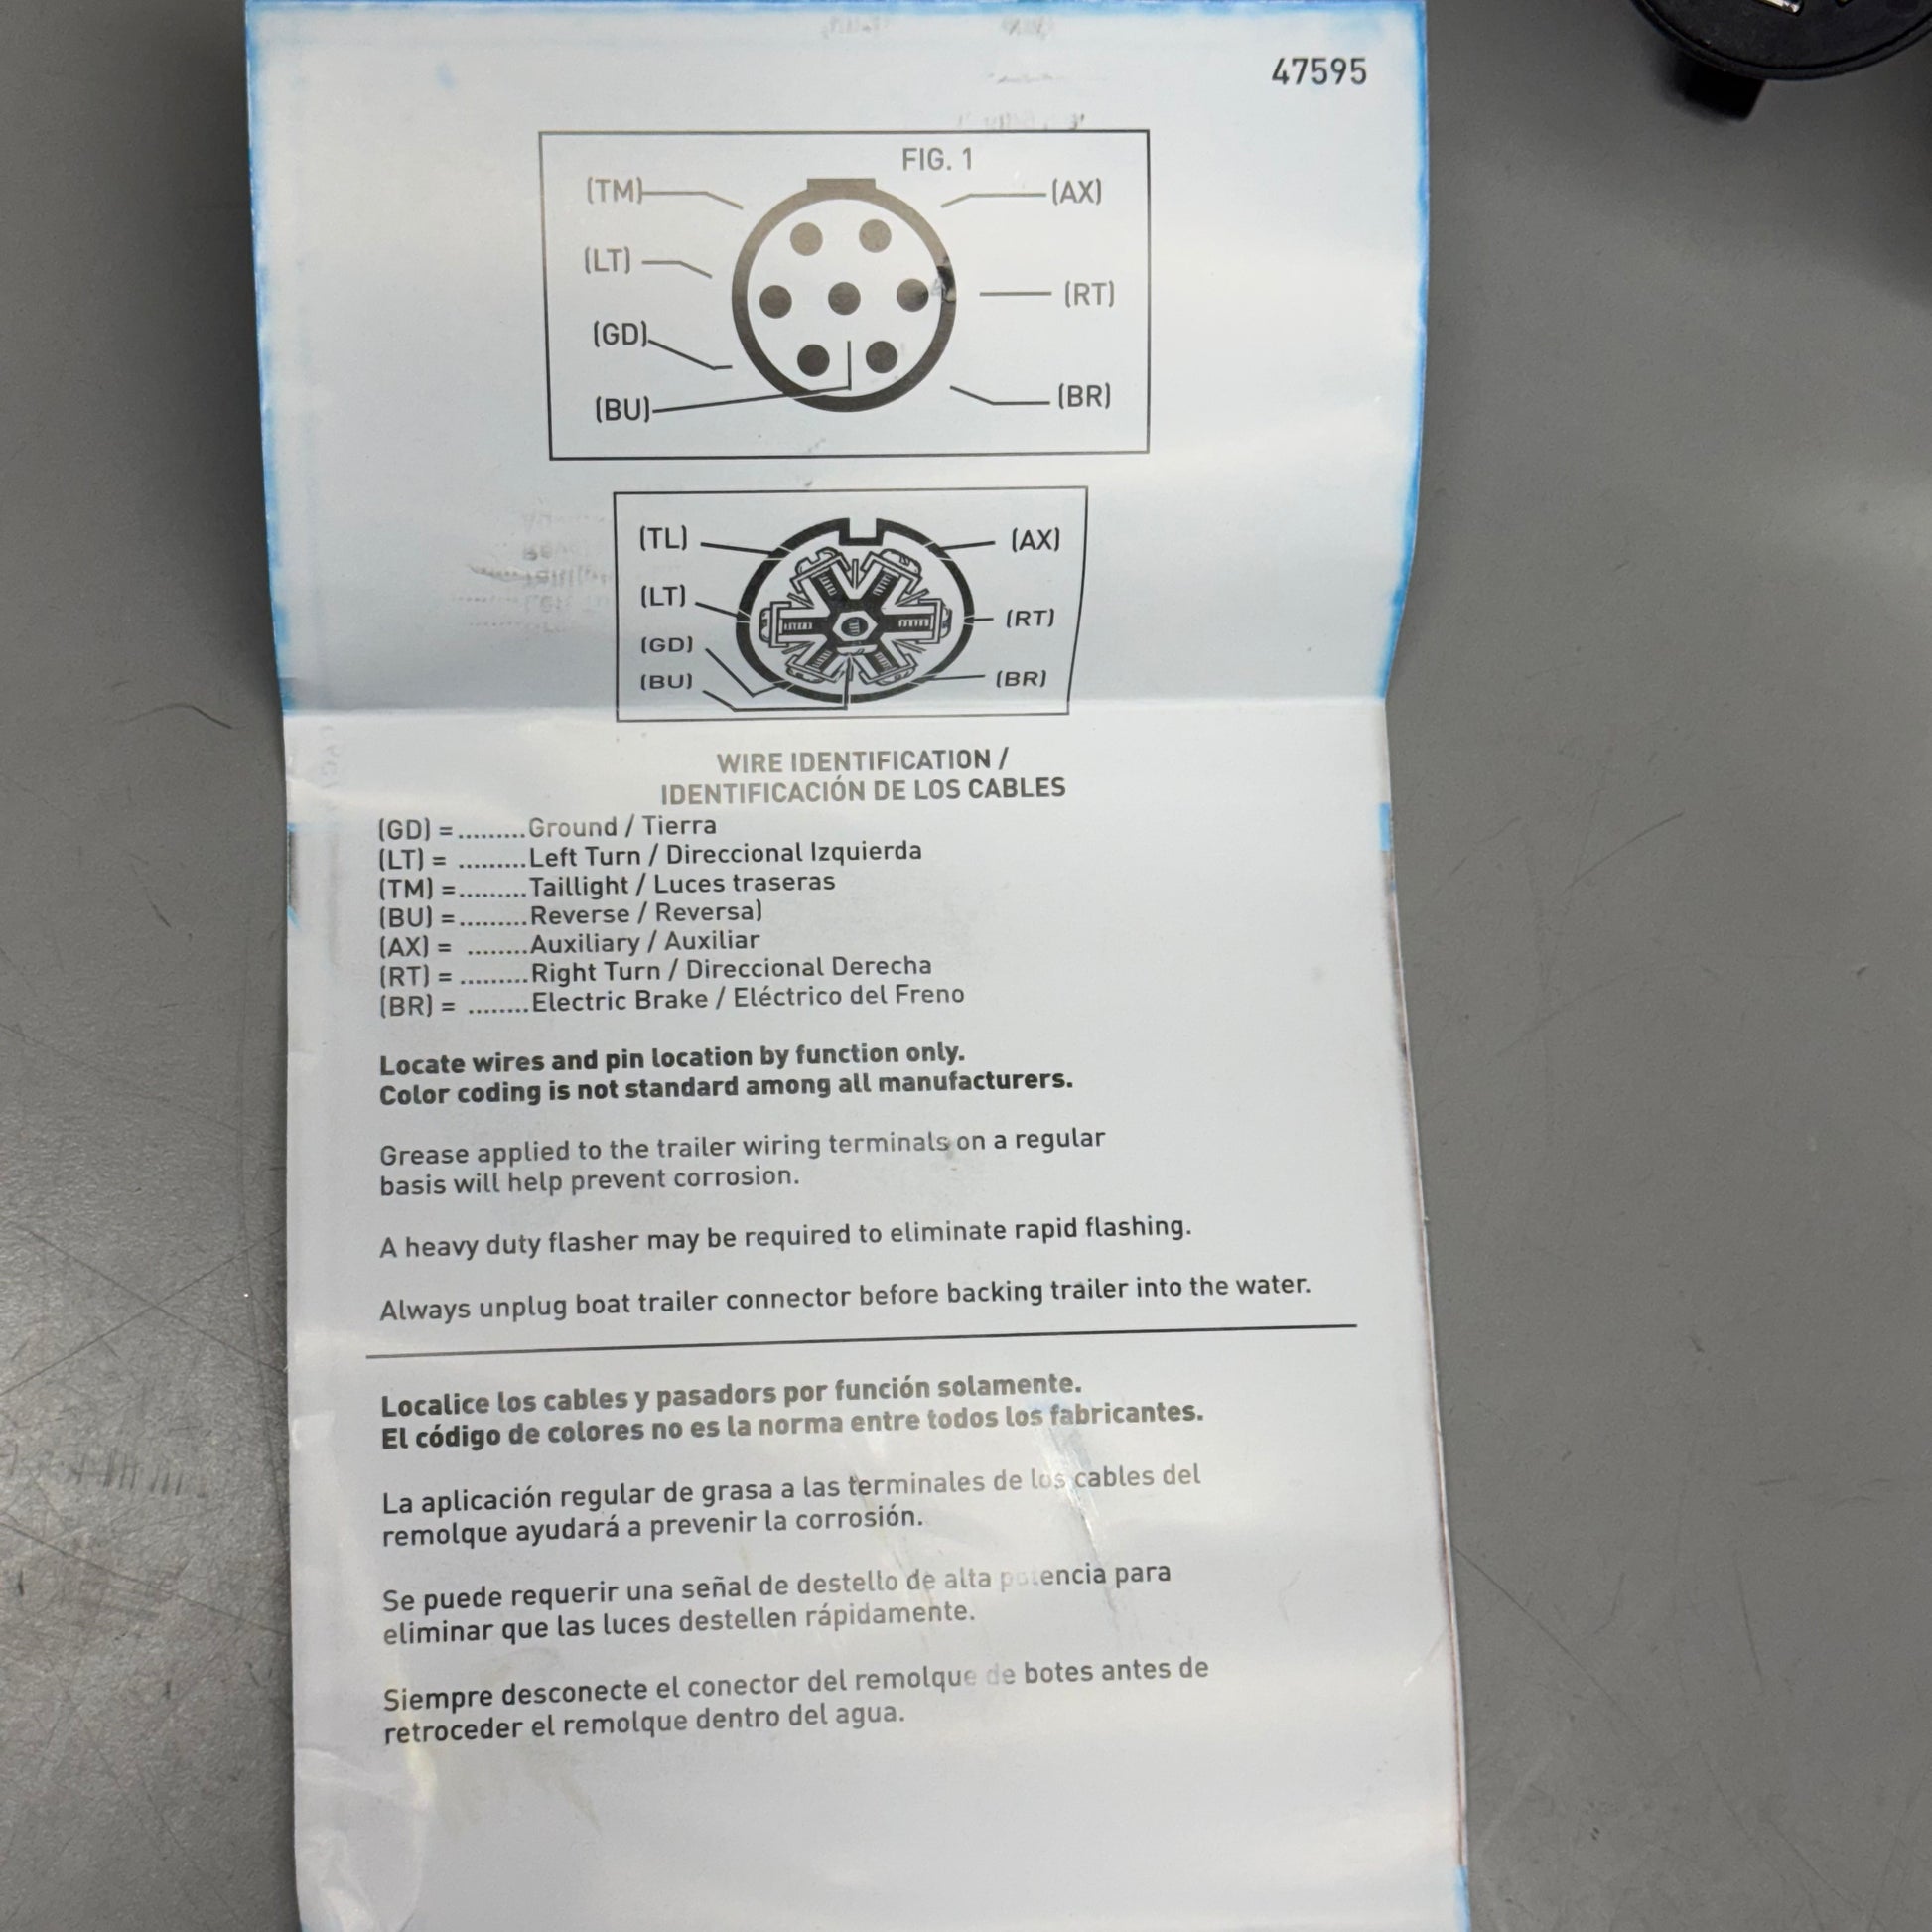 47595
FIG. 1
(TM) (AX)
(LT)
(RT)
(GD)
(BU) (BR)
(TL) (AX)
(LT) (RT)
(GD)
(BU) (BR)
WIRE IDENTIFICATION /
IDENTIFICACIÓN DE LOS CABLES
(GD) =.........Ground / Tierra
(LT) = .........Left Turn / Direccional Izquierda
(TM) =.........Taillight / Luces traseras
(BU) =.........Reverse / Reversa)
(AX) = ........Auxiliary / Auxiliar
(RT) = .........Right Turn / Direccional Derecha
(BR) = ........Electric Brake / Eléctrico del Freno
Locate wires and pin location by function only.
Color coding is not standard among all manufacturers.
Grease applied to the trailer wiring terminals on a regular
basis will help prevent corrosion.
A heavy duty flasher may be required to eliminate rapid flashing.
Always unplug boat trailer connector before backing trailer into the water.
Localice los cables y pasadors por función solamente.
El código de colores no es la norma entre todos los fabricantes.
La aplicación regular de grasa a las terminales de los cables del
remolque ayudará a prevenir la corrosión.
Se puede requerir una señal de destello de alta potencia para
eliminar que las luces destellen rápidamente.
Siempre desconecte el conector del remolque de botes antes de
retroceder el remolque dentro del agua.